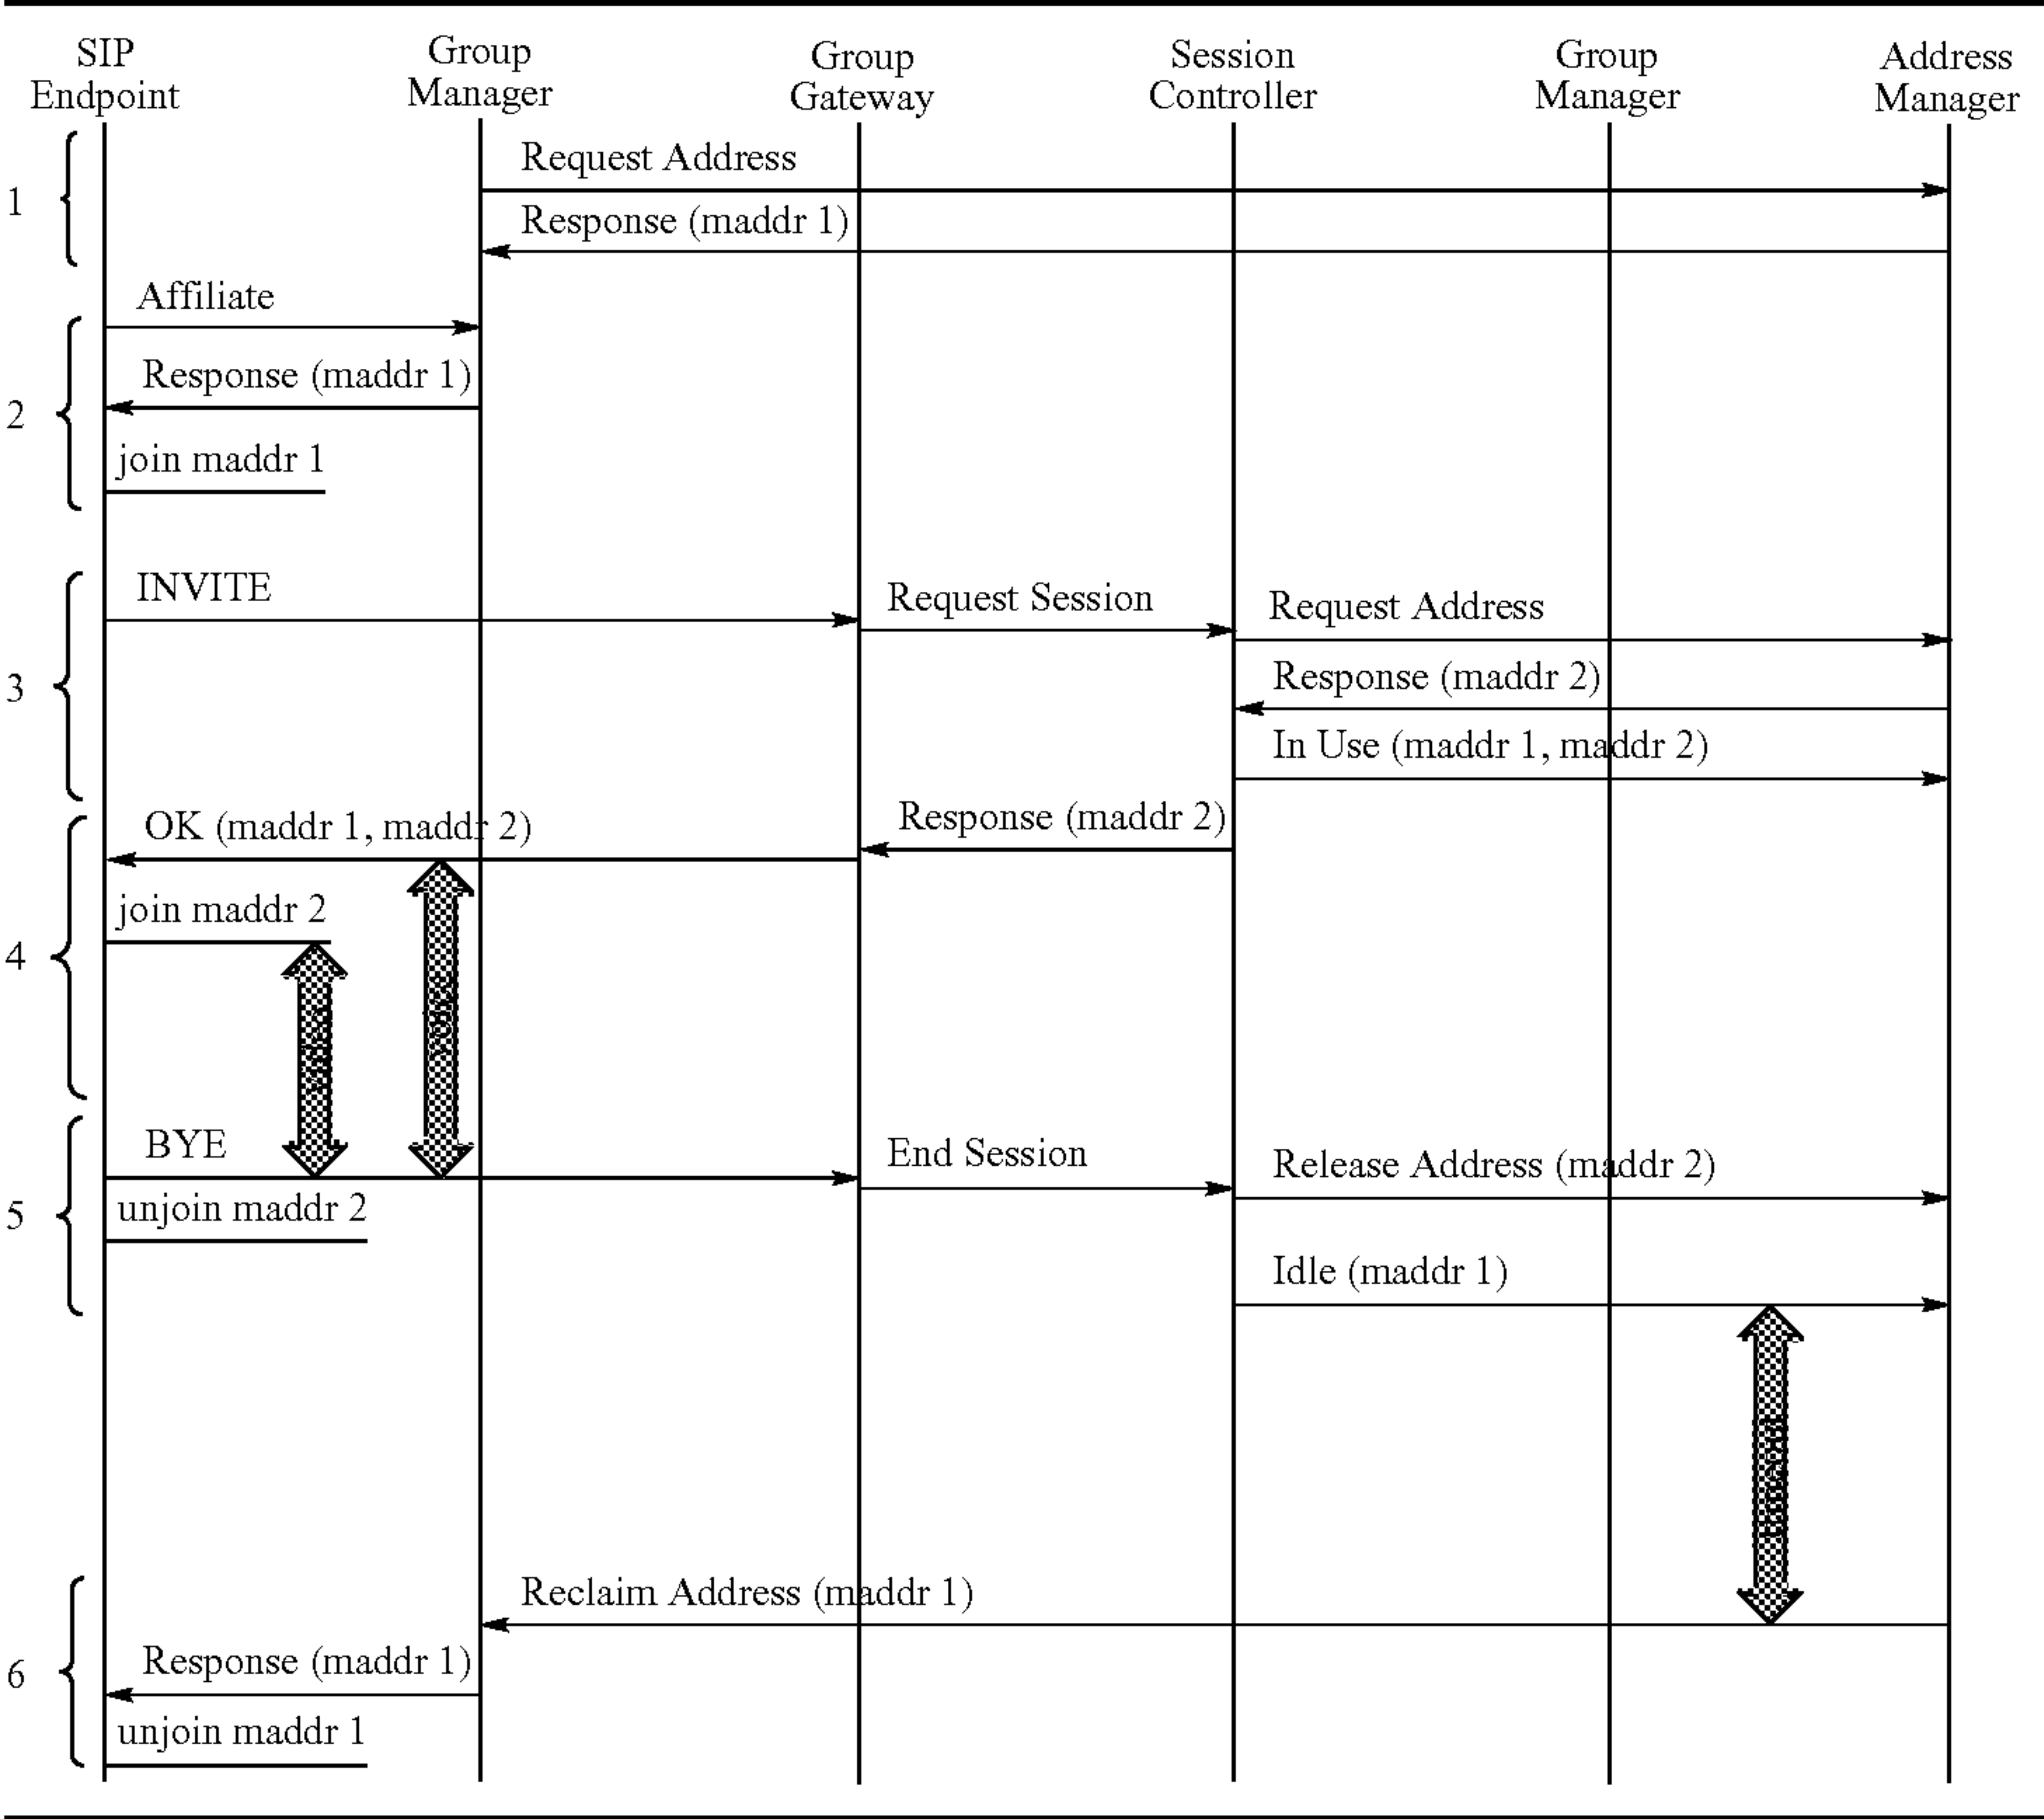 SIP
Endpoint
Group
Manager
Group
Gateway
Session
Controller
Group
Manager
Address
Manager
1
Request Address
Response (maddr 1)
2
Affiliate
Response (maddr 1)
join maddr 1
3
INVITE
Request Session
Request Address
Response (maddr 2)
In Use (maddr 1, maddr 2)
Response (maddr 2)
4
OK (maddr 1, maddr 2)
join maddr 2
5
BYE
End Session
Release Address (maddr 2)
unjoin maddr 2
Idle (maddr 1)
6
Reclaim Address (maddr 1)
Response (maddr 1)
unjoin maddr 1